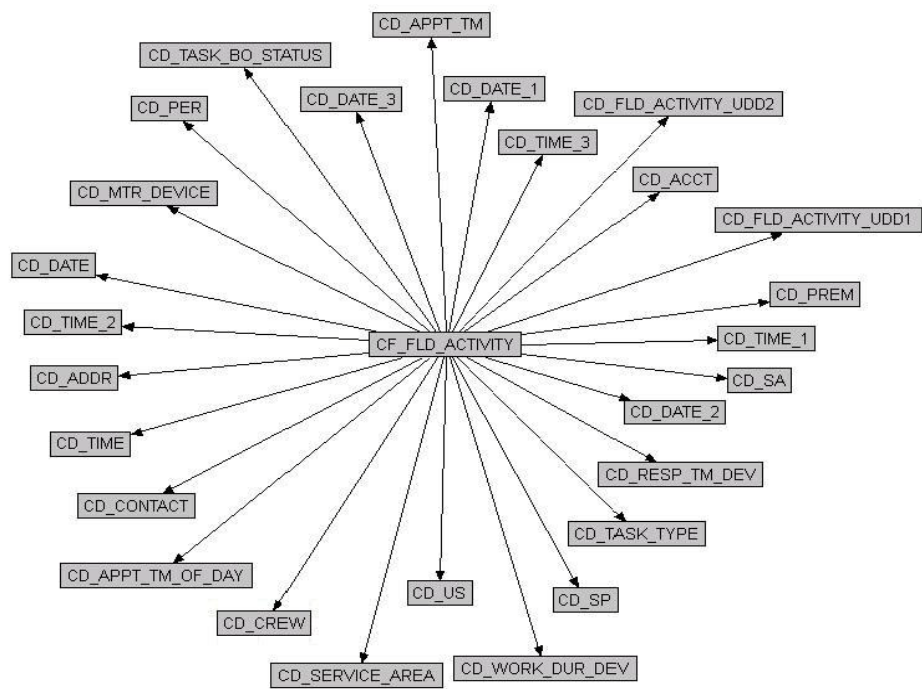 CD_APPT_TM
CD_TASK_BO_STATUS
CD_DATE_1
CD_DATE_3
CD_FLD_ACTIVITY_UDD2
CD_PER
CD_TIME_3
CD_ACCT
CD_MTR_DEVICE
CD_FLD_ACTIVITY_UDD1
CD_DATE
CD_PREM
CD_TIME_2
CD_TIME_1
CF_FLD_ACTIVITY
CD_ADDR
CD_SA
CD_DATE_2
CD_TIME
CD_RESP_TM_DEV
CD_CONTACT
CD_TASK_TYPE
CD_APPT_TM_OF_DAY
CD_US
CD_SP
CD_CREW
CD_WORK_DUR_DEV
CD_SERVICE_AREA